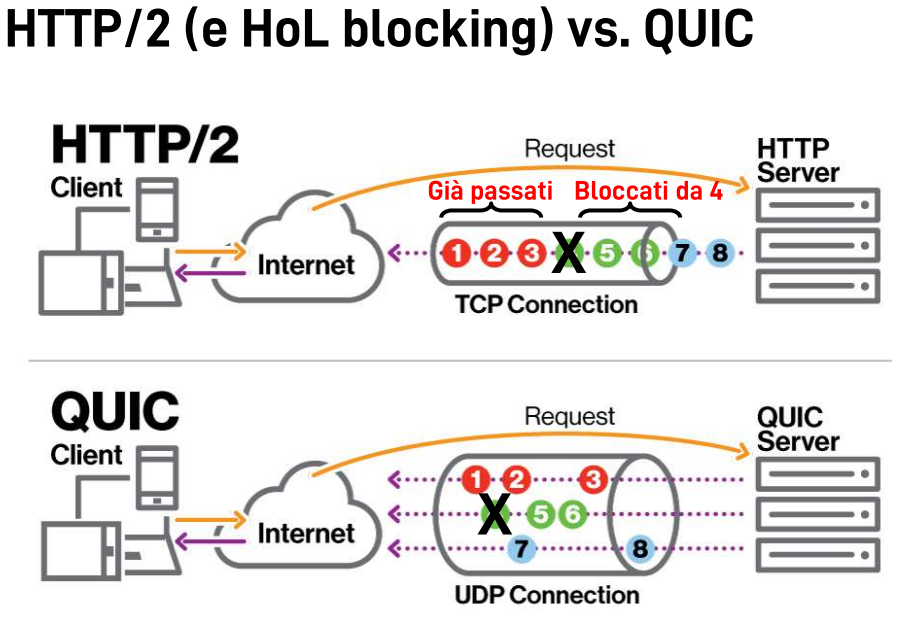 HTTP/2 (e HoL blocking) vs. QUIC
HTTP/2
Client
Internet
Request
Già passati
Bloccati da 4
1 2 3 X 5 6 7 8
TCP Connection
HTTP
Server
QUIC
Client
Internet
Request
1 2 3
X 5 6
7 8
UDP Connection
QUIC
Server